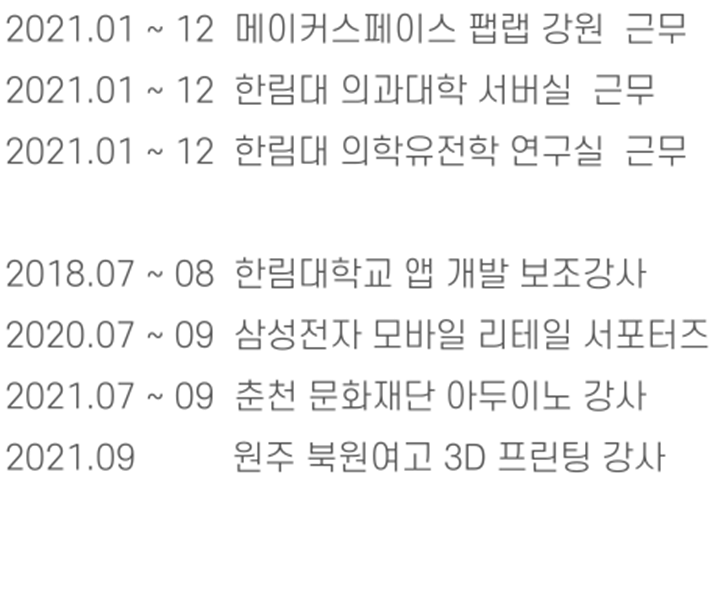 2021.01 ~ 12 메이커스페이스 팹랩 강원 근무
2021.01 ~ 12 한림대 의과대학 서버실 근무
2021.01 ~ 12 한림대 의학유전학 연구실 근무
2018.07 ~ 08 한림대학교 앱 개발 보조강사
2020.07 ~ 09 삼성전자 모바일 리테일 서포터즈
2021.07 ~ 09 춘천 문화재단 아두이노 강사
2021.09 원주 북원여고 3D 프린팅 강사